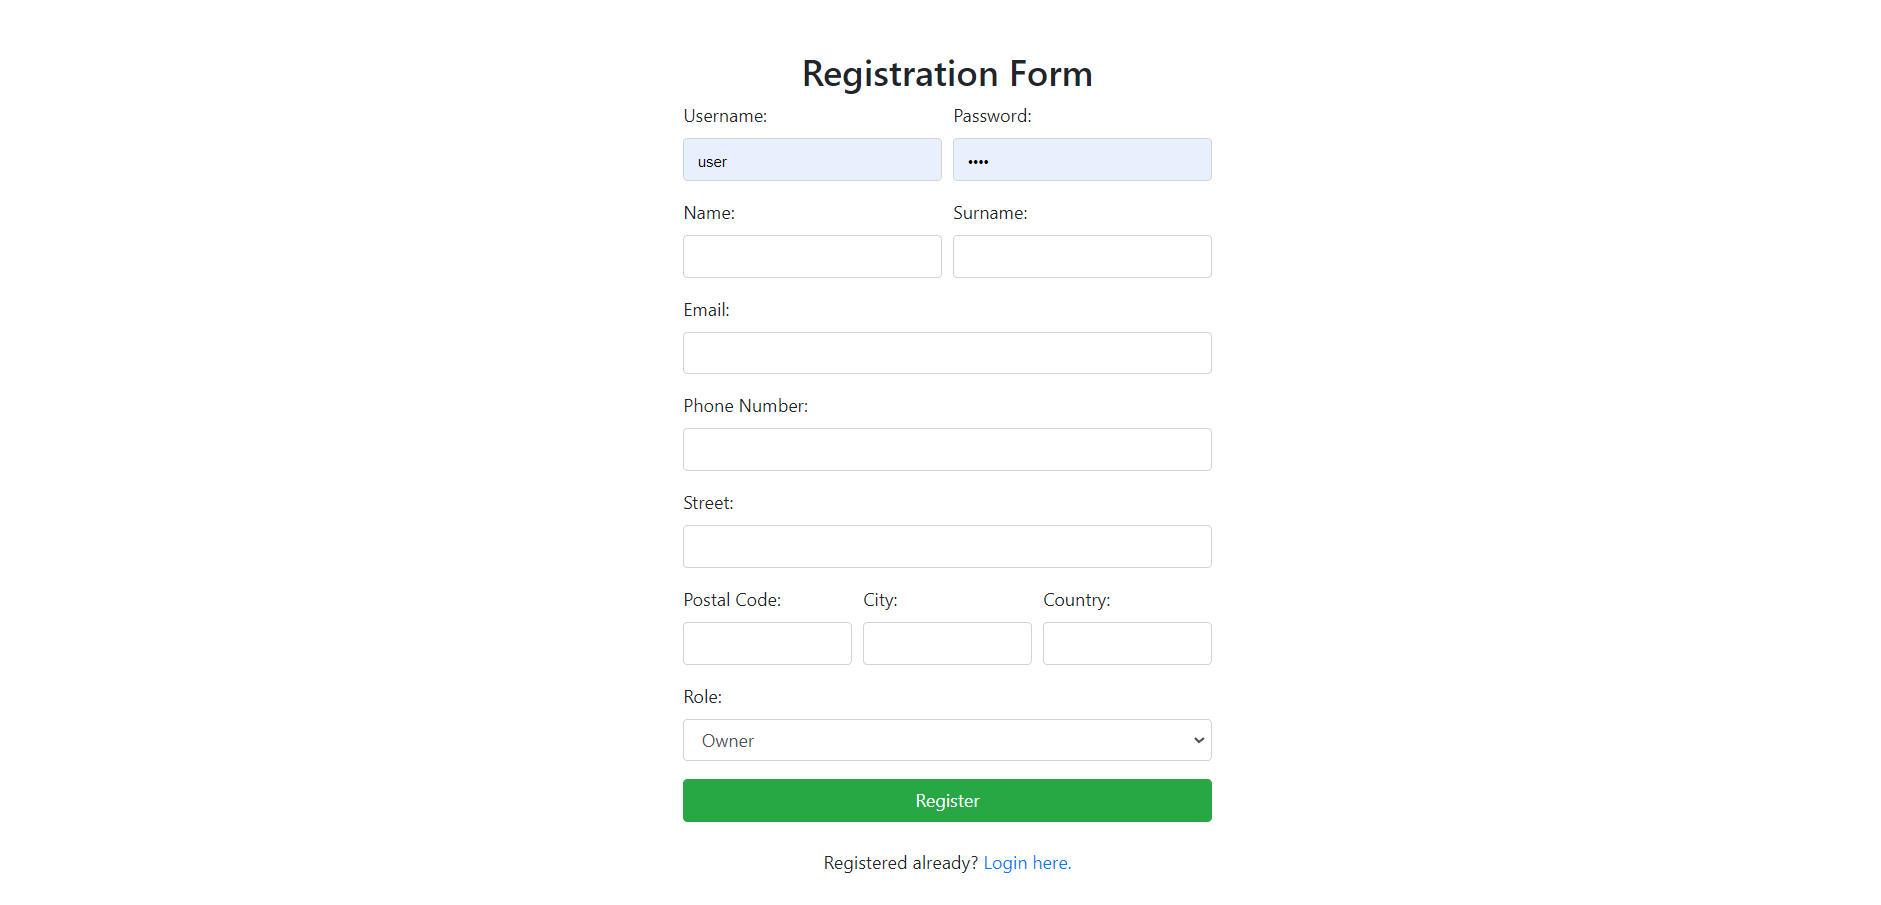 Registration Form
Username: Password:
user ••••
Name: Surname:
Email:
Phone Number:
Street:
Postal Code: City: Country:
Role:
Owner
Register
Registered already? Login here.